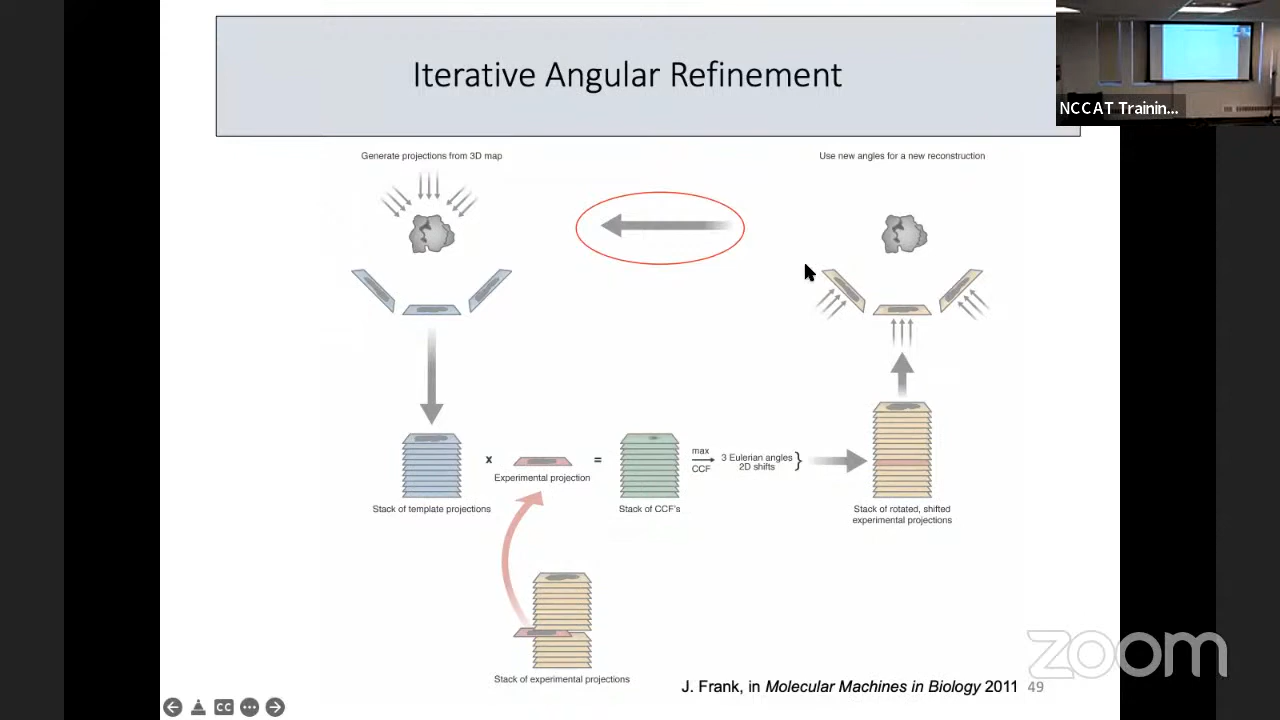 Iterative Angular Refinement
NCCAT Trainin...
Generate projections from 3D map
Use new angles for a new reconstruction
x
=
max
CCF
3 Eulerian angles
2D shifts
}
Experimental projection
Stack of template projections
Stack of CCF's
Stack of rotated, shifted
experimental projections
Stack of experimental projections
J. Frank, in Molecular Machines in Biology 2011 49
zoom
CC